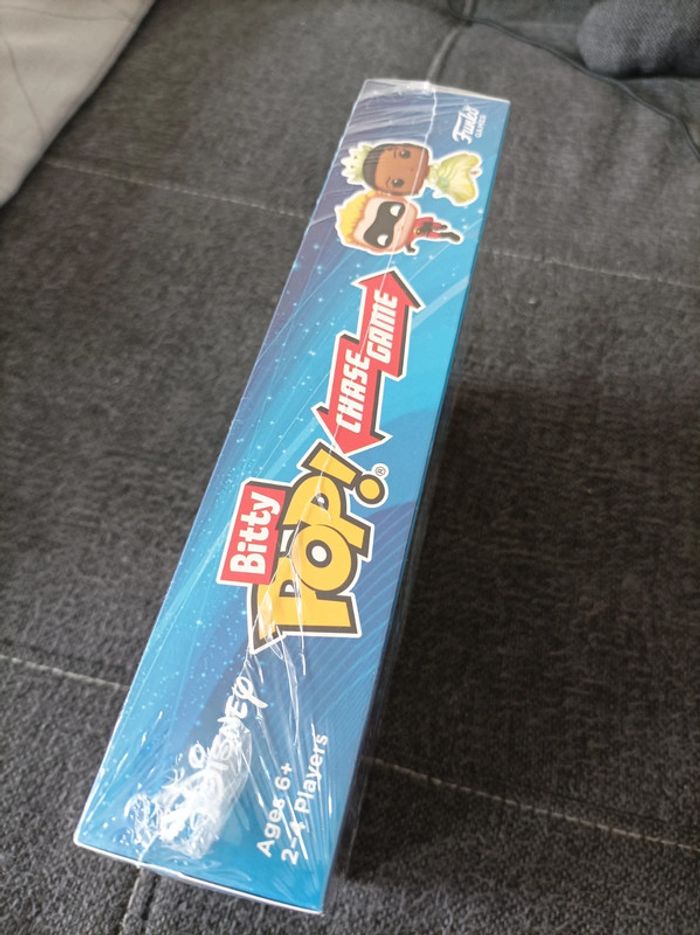 Disney
Bitty
POP!®
CHASE
GAME
Ages 6+
2-4 Players
Funko
GAMES